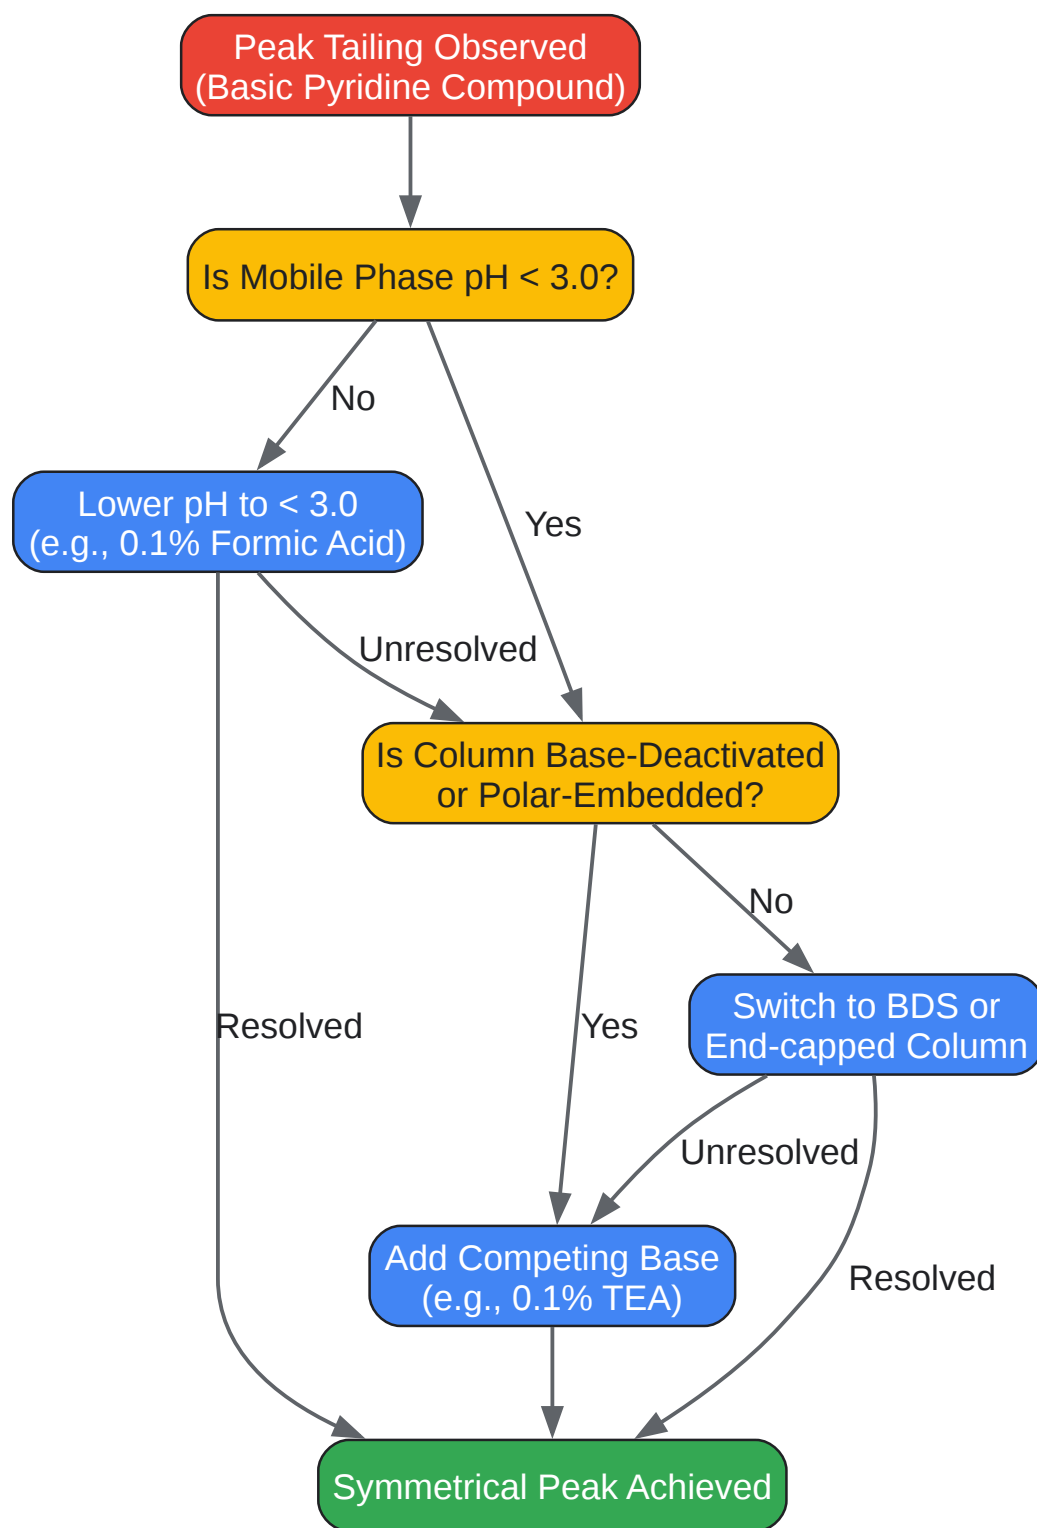 Peak Tailing Observed
(Basic Pyridine Compound)
Is Mobile Phase pH < 3.0?
No
Lower pH to < 3.0
(e.g., 0.1% Formic Acid)
Yes
Unresolved
Is Column Base-Deactivated
or Polar-Embedded?
No
Switch to BDS or
End-capped Column
Resolved
Yes
Unresolved
Add Competing Base
(e.g., 0.1% TEA)
Resolved
Symmetrical Peak Achieved